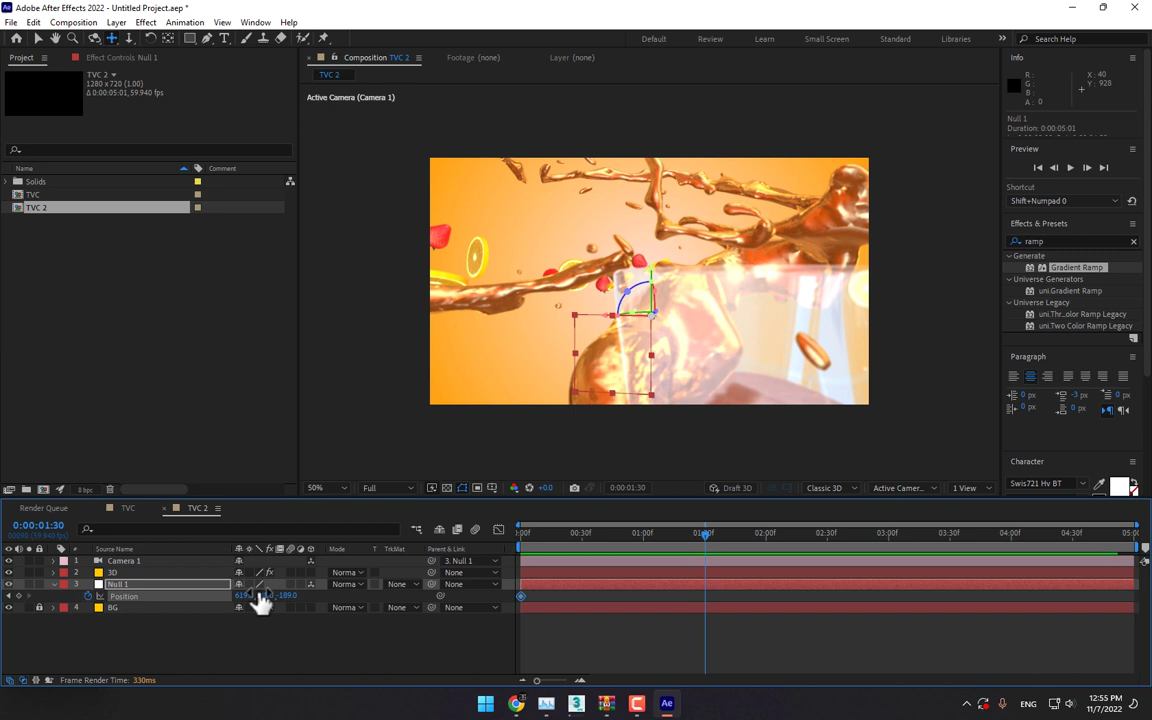 Adobe After Effects 2022 - Untitled Project.aep *
File Edit Composition Layer Effect Animation View Window Help
Default Review Learn Small Screen Standard Libraries Search Help
Project Effect Controls Null 1
TVC 2
1280 x 720 (1.00)
Δ 0:00:05:01, 59.940 fps
Name Comment
Solids
TVC
TVC 2
8 bpc
Composition TVC 2 Footage (none) Layer (none)
TVC 2
Active Camera (Camera 1)
50% Full +0.0 0:00:01:30 Draft 3D Classic 3D Active Camer... 1 View
Info
R :
G :
B :
A : 0
X : 40
Y : 928
Null 1
Duration: 0:00:05:01
Preview
Shortcut
Shift+Numpad 0
Effects & Presets
ramp
Generate
Gradient Ramp
Universe Generators
uni.Gradient Ramp
Universe Legacy
uni.Thr...olor Ramp Legacy
uni.Two Color Ramp Legacy
Paragraph
0 px -3 px 0 px
0 px 0 px
Character
Swis721 Hv BT
Render Queue TVC TVC 2
0:00:01:30
00090 (59.940 fps)
# Source Name Mode T TrkMat Parent & Link
1 Camera 1 3. Null 1
2 3D Norma None
3 Null 1 Norma None None
Position -189.0
4 BG Norma None None
00:30f 01:00f 01:30f 02:00f 02:30f 03:00f 03:30f 04:00f 04:30f 05:0
Frame Render Time: 330ms
ENG
12:55 PM
11/7/2022